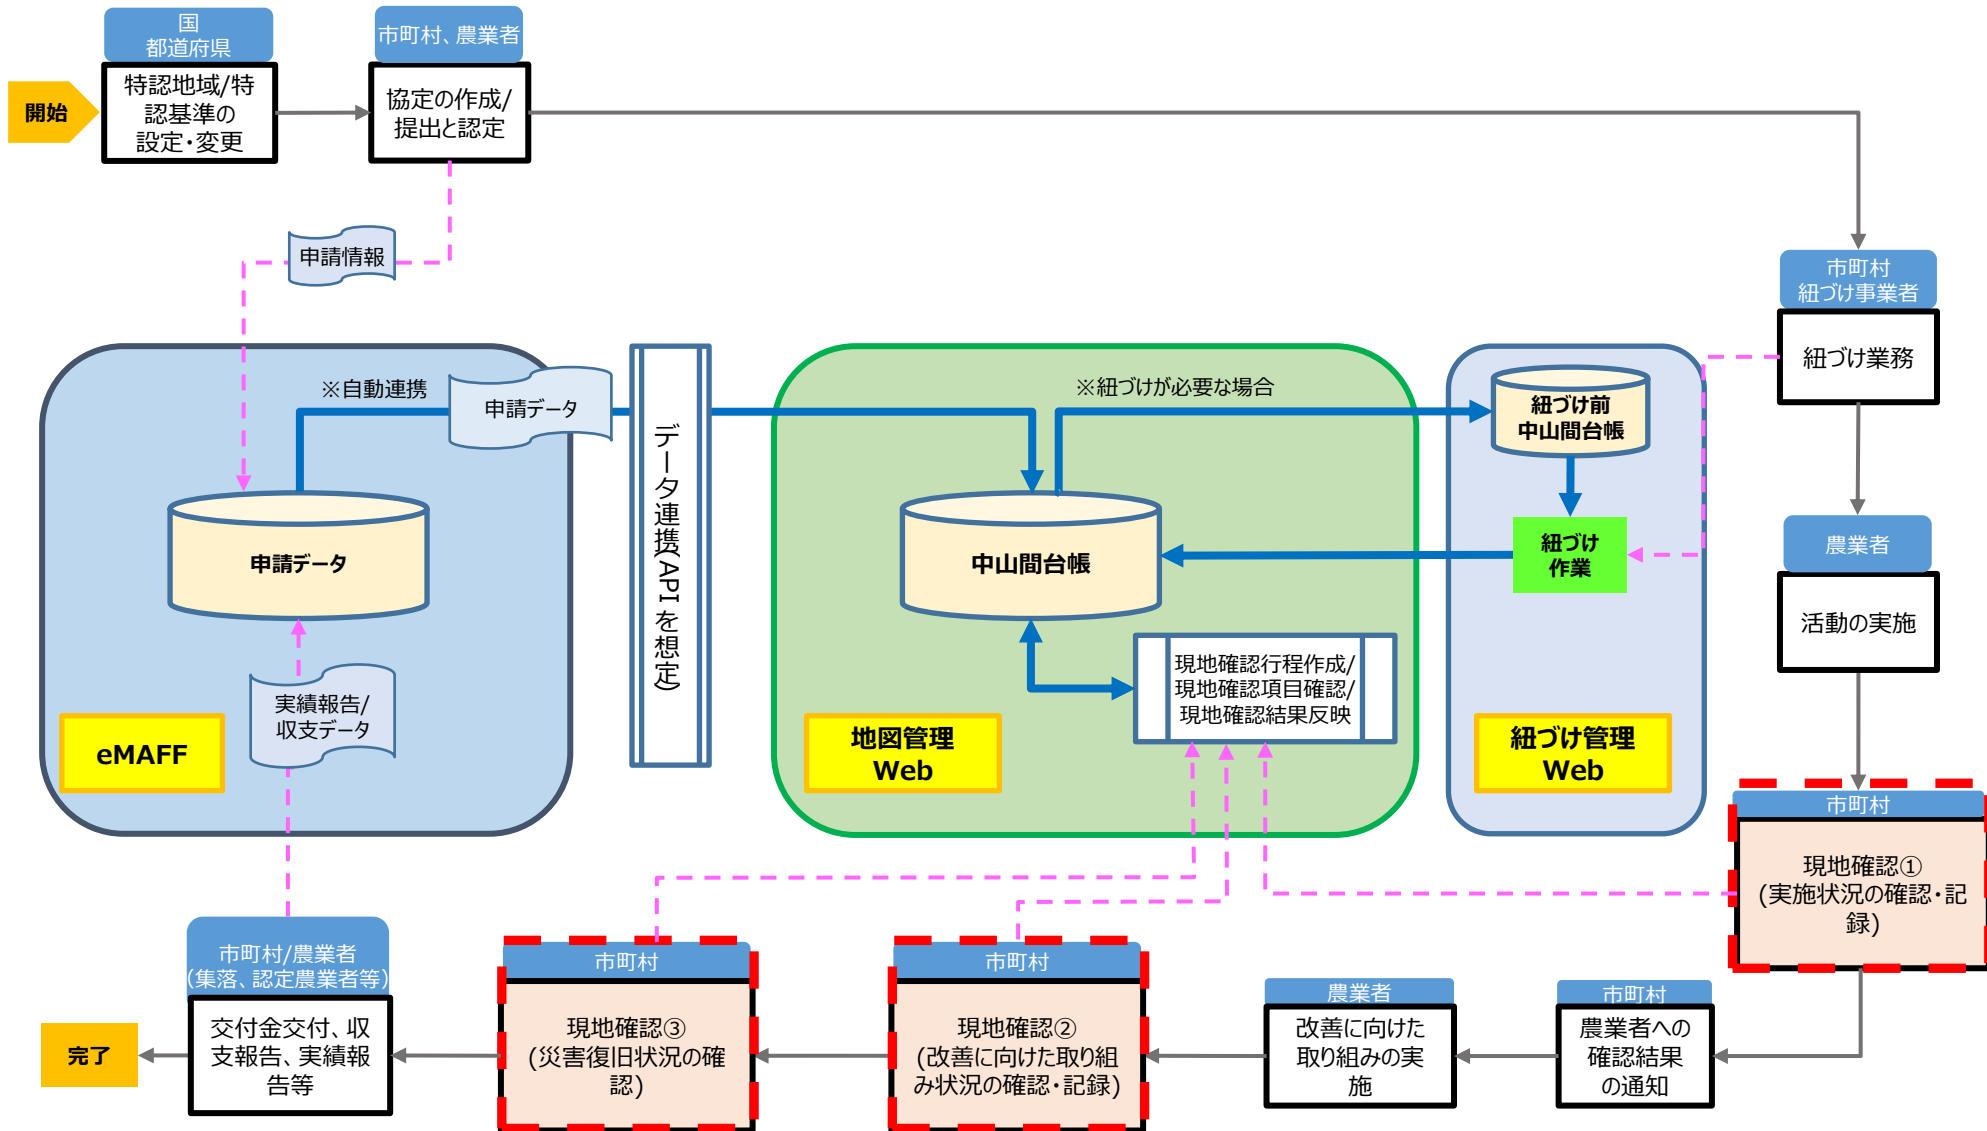 国
都道府県
市町村、農業者
開始
特認地域/特
認基準の
設定・変更
協定の作成/
提出と認定
申請情報
市町村
紐づけ事業者
紐づけ業務
※自動連携
申請データ
データ連携(APIを想定)
※紐づけが必要な場合
紐づけ前
中山間台帳
申請データ
中山間台帳
紐づけ
作業
農業者
活動の実施
実績報告/
収支データ
現地確認行程作成/
現地確認項目確認/
現地確認結果反映
eMAFF
地図管理
Web
紐づけ管理
Web
市町村
現地確認①
(実施状況の確認・記
録)
市町村/農業者
(集落、認定農業者等)
交付金交付、収
支報告、実績報
告等
完了
市町村
現地確認③
(災害復旧状況の確
認)
市町村
現地確認②
(改善に向けた取り組
み状況の確認・記録)
農業者
改善に向けた
取り組みの実
施
市町村
農業者への
確認結果
の通知